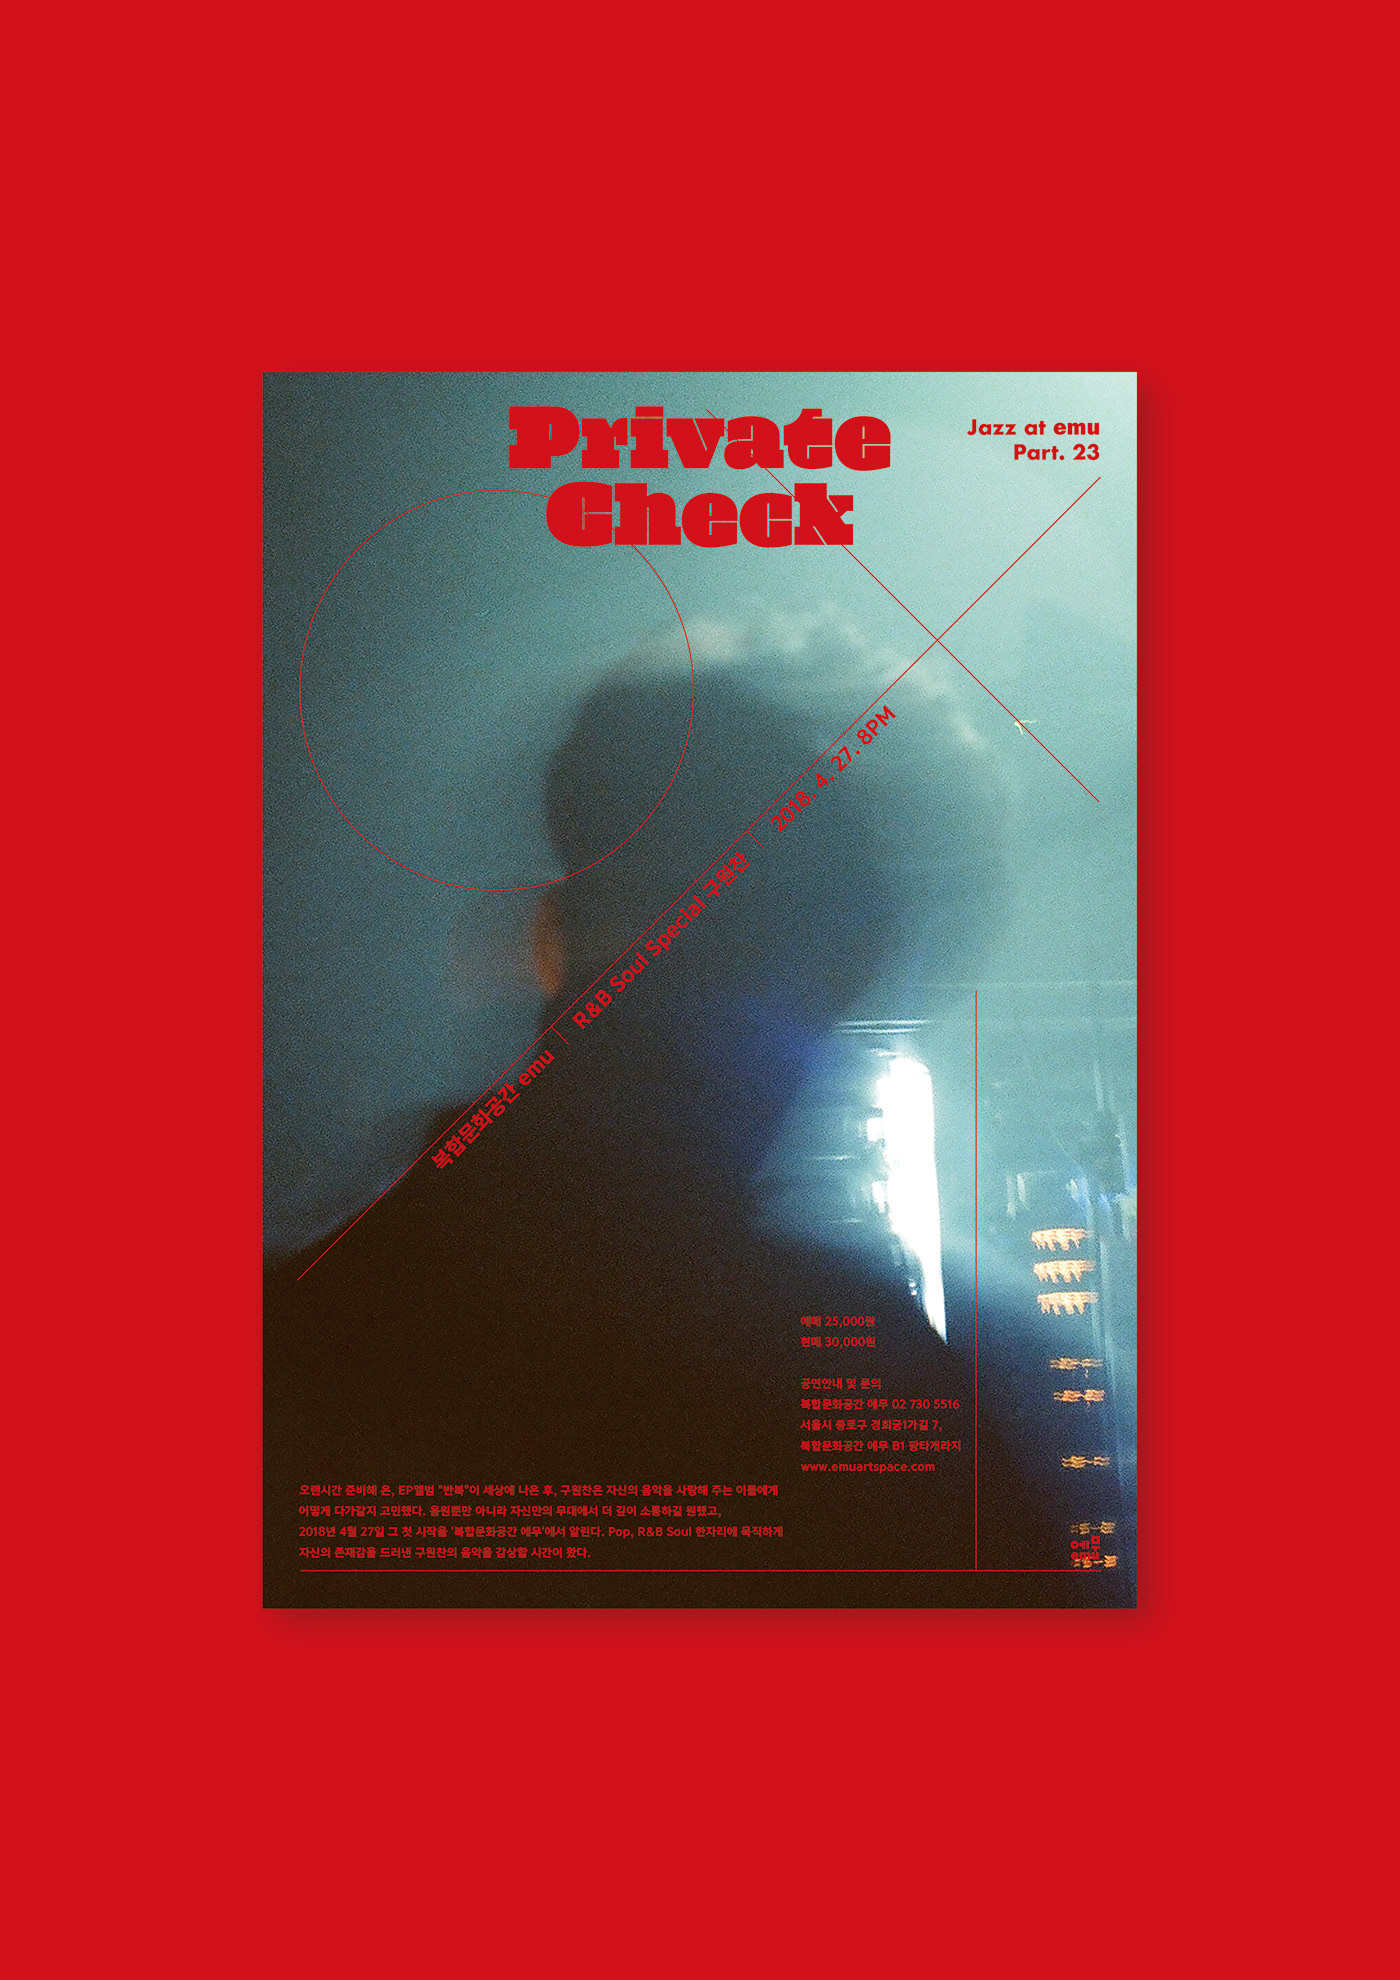 Private
Check
Jazz at emu
Part. 23
복합문화공간 emu | R&B Soul Special 구원찬 | 2018. 4. 27. 8PM
예매 25,000원
현매 30,000원
공연안내 및 문의
복합문화공간 에무 02 730 5516
서울시 종로구 경희궁1가길 7,
복합문화공간 에무 B1 팡타개라지
www.emuartspace.com
오랜시간 준비해 온, EP앨범 "반복"이 세상에 나온 후, 구원찬은 자신의 음악을 사랑해 주는 이들에게
어떻게 다가갈지 고민했다. 음원뿐만 아니라 자신만의 무대에서 더 깊이 소통하길 원했고,
2018년 4월 27일 그 첫 시작을 '복합문화공간 에무'에서 알린다. Pop, R&B Soul 한자리에 묵직하게
자신의 존재감을 드러낸 구원찬의 음악을 감상할 시간이 왔다.
에무
emu